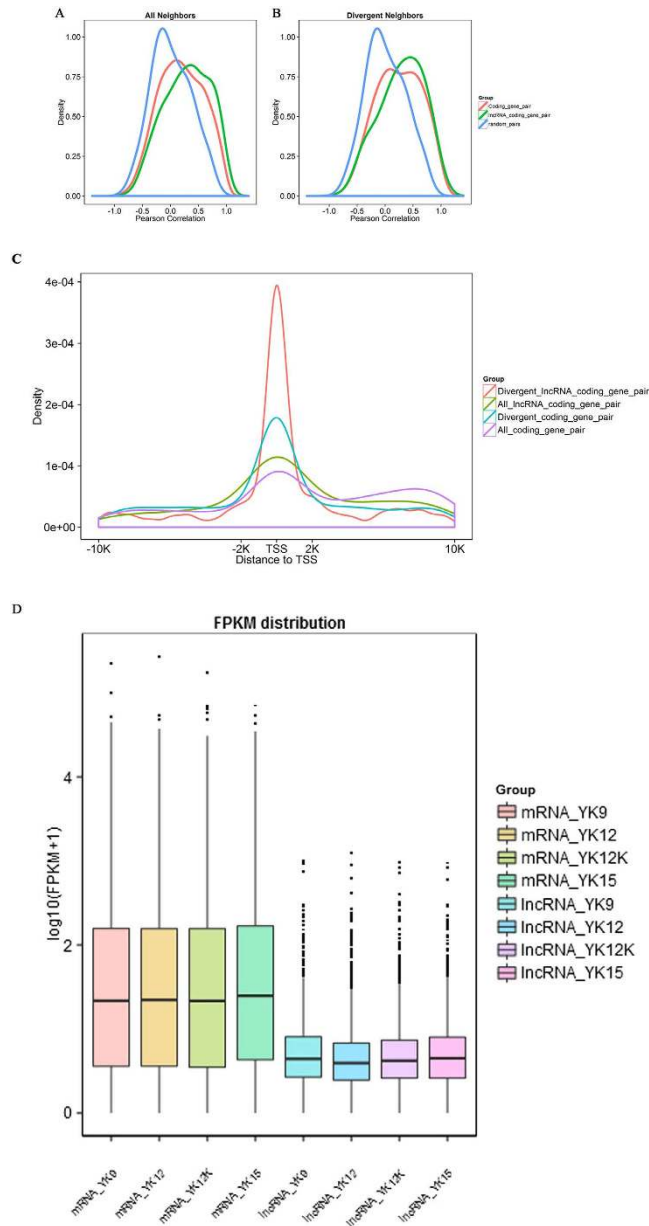 A
All Neighbors
1.00
0.75
0.50
0.25
0.00
Density
-1.0 -0.5 0.0 0.5 1.0
Pearson Correlation
B
Divergent Neighbors
1.00
0.75
0.50
0.25
0.00
Density
-1.0 -0.5 0.0 0.5 1.0
Pearson Correlation
Group
Coding_gene_pair
lncRNA_coding_gene_pair
random_pairs
C
4e-04
3e-04
2e-04
1e-04
0e+00
Density
-10K -2K TSS 2K 10K
Distance to TSS
Group
Divergent_lncRNA_coding_gene_pair
All_lncRNA_coding_gene_pair
Divergent_coding_gene_pair
All_coding_gene_pair
D
FPKM distribution
4
2
0
log10(FPKM+1)
Group
mRNA_YK9
mRNA_YK12
mRNA_YK12K
mRNA_YK15
lncRNA_YK9
lncRNA_YK12
lncRNA_YK12K
lncRNA_YK15
mRNA_YK9
mRNA_YK12
mRNA_YK12K
mRNA_YK15
lncRNA_YK9
lncRNA_YK12
lncRNA_YK12K
lncRNA_YK15